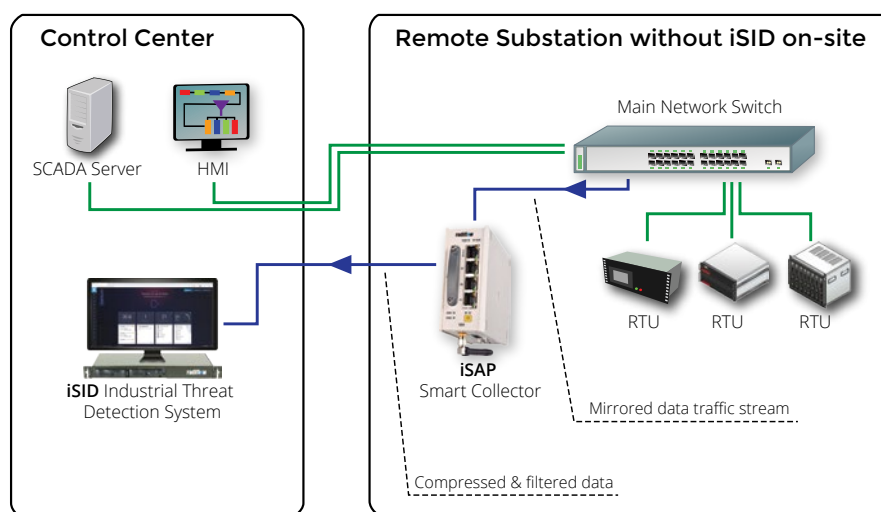 Control Center
Remote Substation without iSID on-site
SCADA Server
HMI
Main Network Switch
RTU
RTU
RTU
iSID Industrial Threat
Detection System
iSAP
Smart Collector
Mirrored data traffic stream
Compressed & filtered data